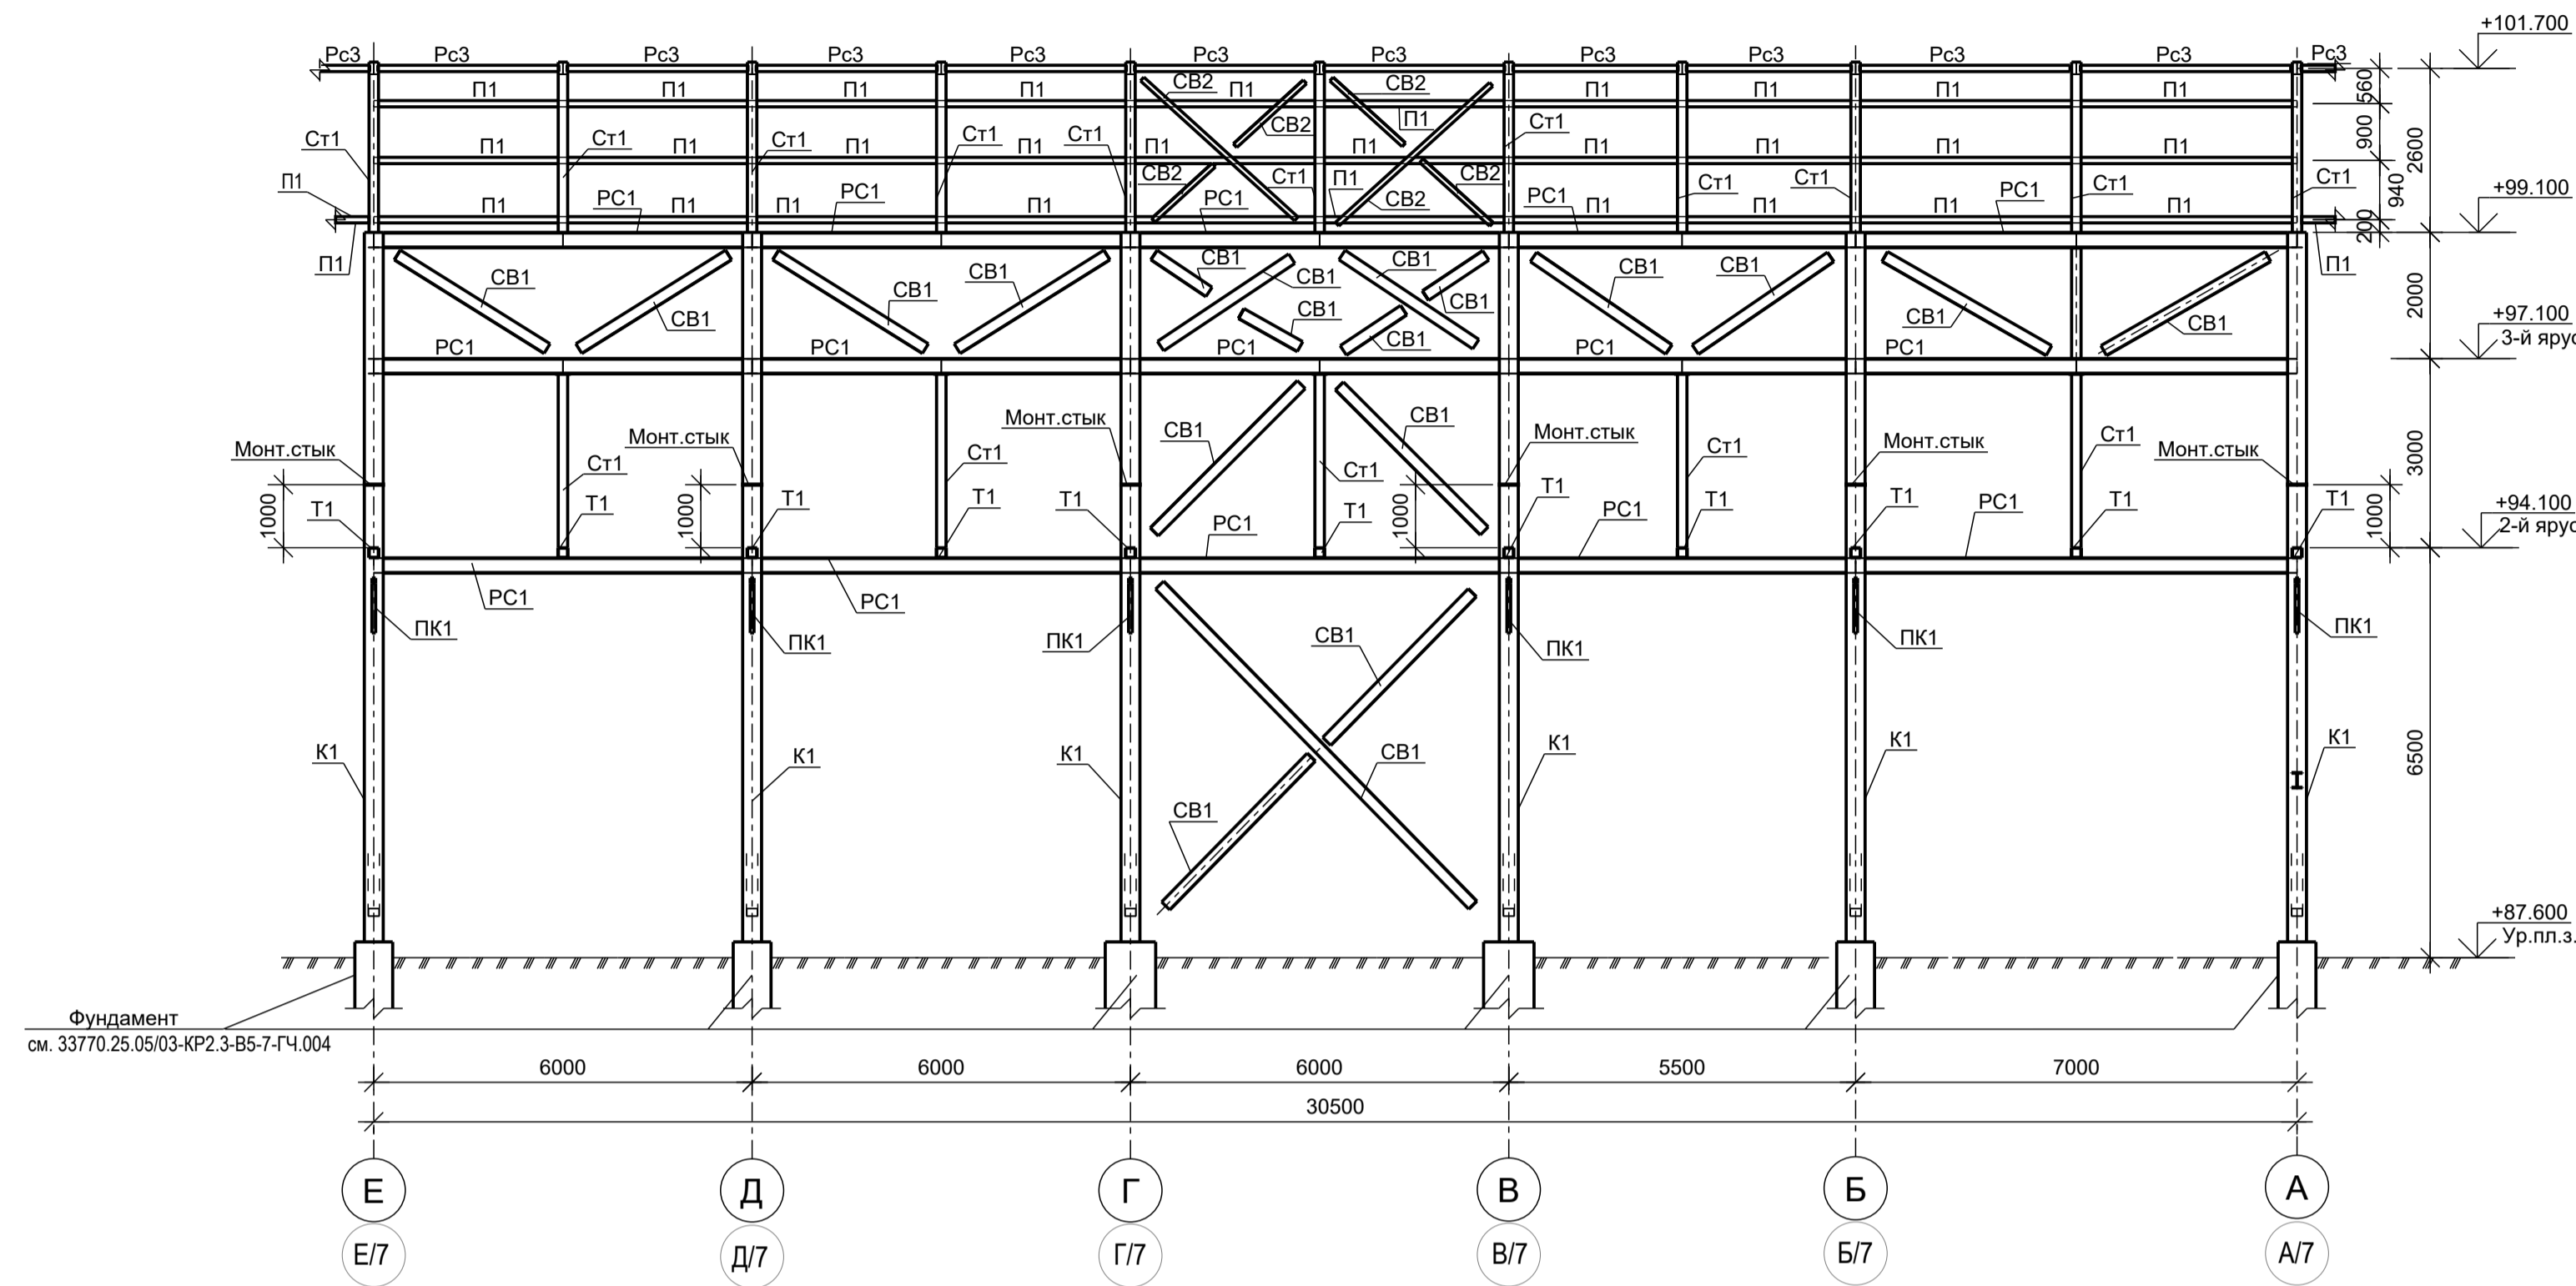 +101.700
Рс3 Рс3 Рс3 Рс3 Рс3 Рс3 Рс3 Рс3 Рс3 Рс3 Рс3 Рс3
П1 П1 П1 П1 СВ2 П1 СВ2 П1 П1 П1 П1 560
Ст1 Ст1 Ст1 Ст1 Ст1 СВ2 П1 Ст1 900 2600
П1 П1 П1 П1 П1 П1 П1 П1 П1 П1
П1 СВ2 Ст1 П1 СВ2 Ст1 Ст1 Ст1 Ст1 940 +99.100
П1 РС1 П1 П1 РС1 П1 РС1 СВ2 РС1 П1 П1 П1 РС1 П1 200
П1 П1
СВ1 СВ1 СВ1 СВ1 СВ1 СВ1 СВ1 СВ1 СВ1 СВ1 СВ1 СВ1 СВ1 СВ1 2000
+97.100
3-й ярус
РС1 РС1 РС1 РС1 РС1
Монт.стык Монт.стык Монт.стык Монт.стык Монт.стык Монт.стык
СВ1 СВ1
Ст1 Ст1 Ст1 Ст1 Ст1 3000
1000 1000 1000 1000
Т1 Т1 Т1 Т1 Т1 Т1 Т1 Т1 Т1 Т1 Т1
РС1 РС1 РС1
+94.100
2-й ярус
РС1 РС1
ПК1 ПК1 ПК1 ПК1 ПК1 ПК1
СВ1
К1 К1 К1 СВ1 К1 К1 К1 6500
СВ1
+87.600
Ур.пл.з.
Фундамент
см. 33770.25.05/03-КР2.3-В5-7-ГЧ.004
6000 6000 6000 5500 7000
30500
Е Д Г В Б А
Е/7 Д/7 Г/7 В/7 Б/7 А/7